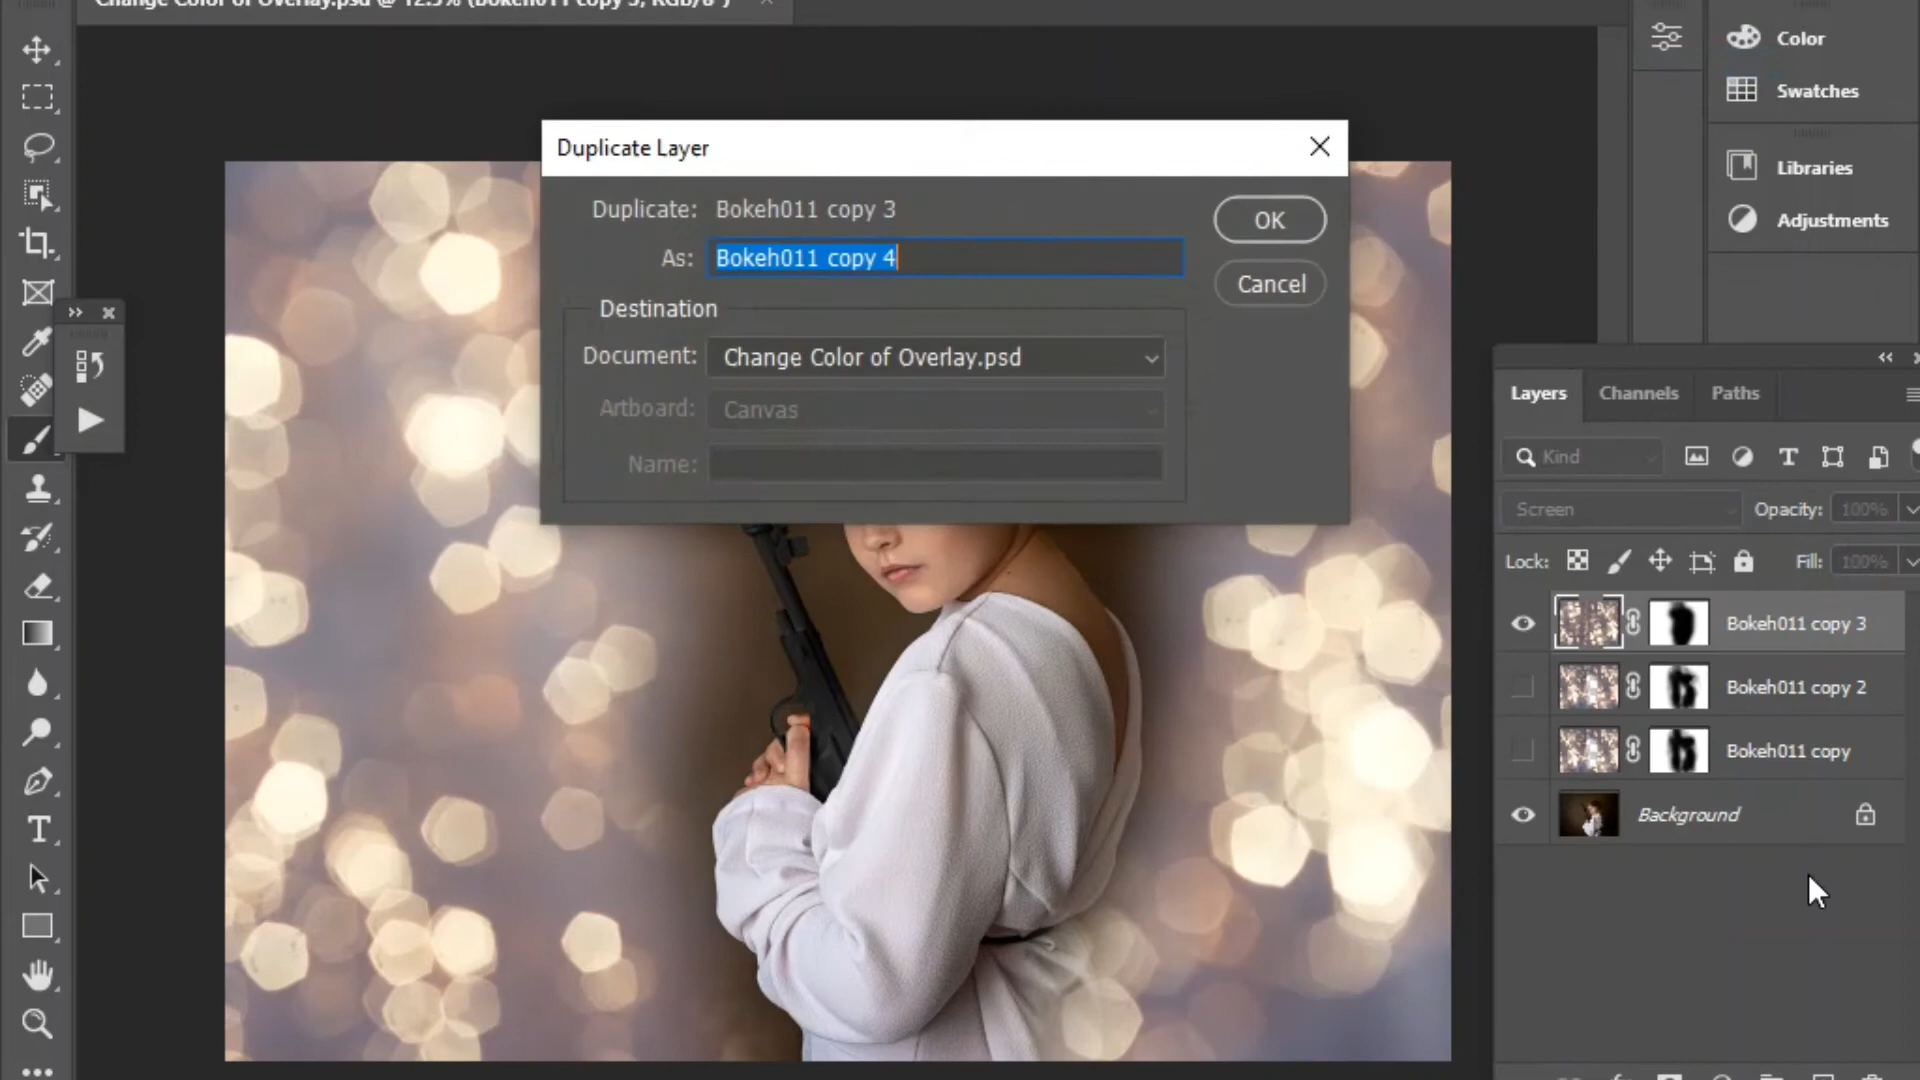 Change Color of Overlay.psd @ 12.5% (Bokeh011 copy 3, RGB/8*)
Color
Swatches
Libraries
Adjustments
Duplicate Layer
Duplicate: Bokeh011 copy 3
As: Bokeh011 copy 4
OK
Cancel
Destination
Document: Change Color of Overlay.psd
Artboard: Canvas
Name:
Layers Channels Paths
Kind
Screen Opacity: 100%
Lock: Fill: 100%
Bokeh011 copy 3
Bokeh011 copy 2
Bokeh011 copy
Background